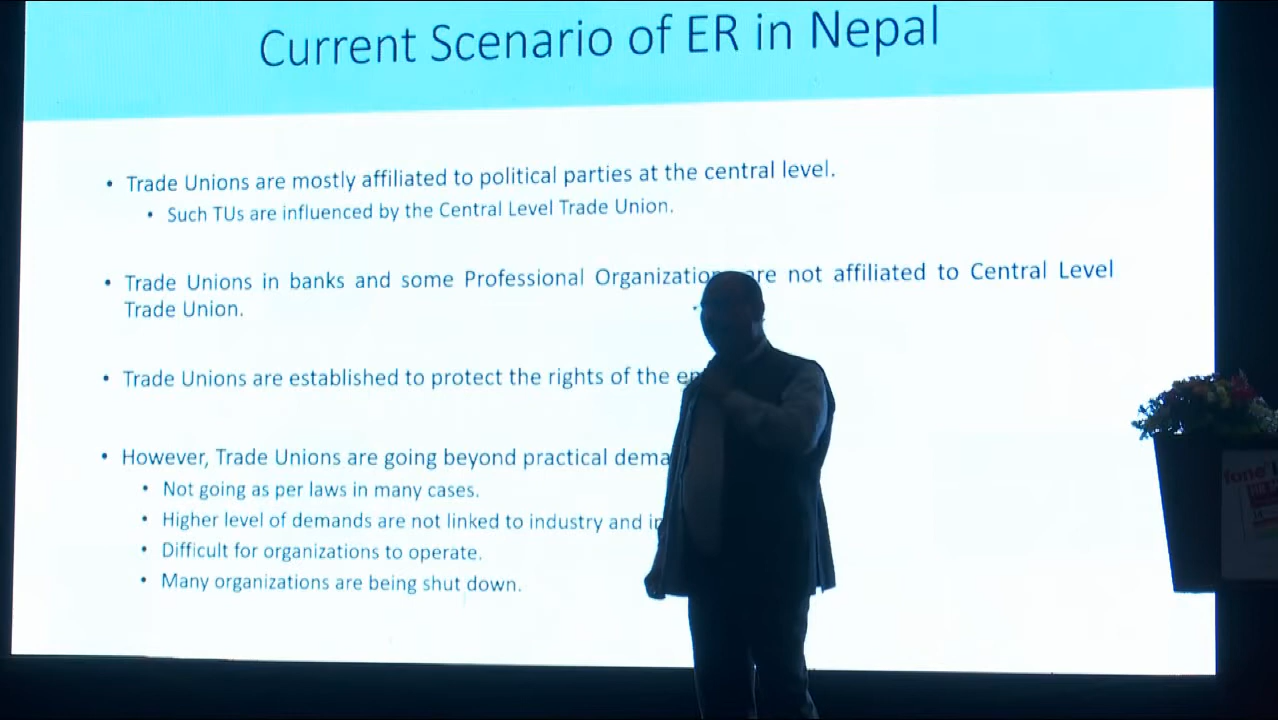 Current Scenario of ER in Nepal
• Trade Unions are mostly affiliated to political parties at the central level.
• Such TUs are influenced by the Central Level Trade Union.
• Trade Unions in banks and some Professional are not affiliated to Central Level
Trade Union.
• Trade Unions are established to protect the rights of the
• However, Trade Unions are going beyond practical
• Not going as per laws in many cases.
• Higher level of demands are not linked to industry and
• Difficult for organizations to operate.
• Many organizations are being shut down.